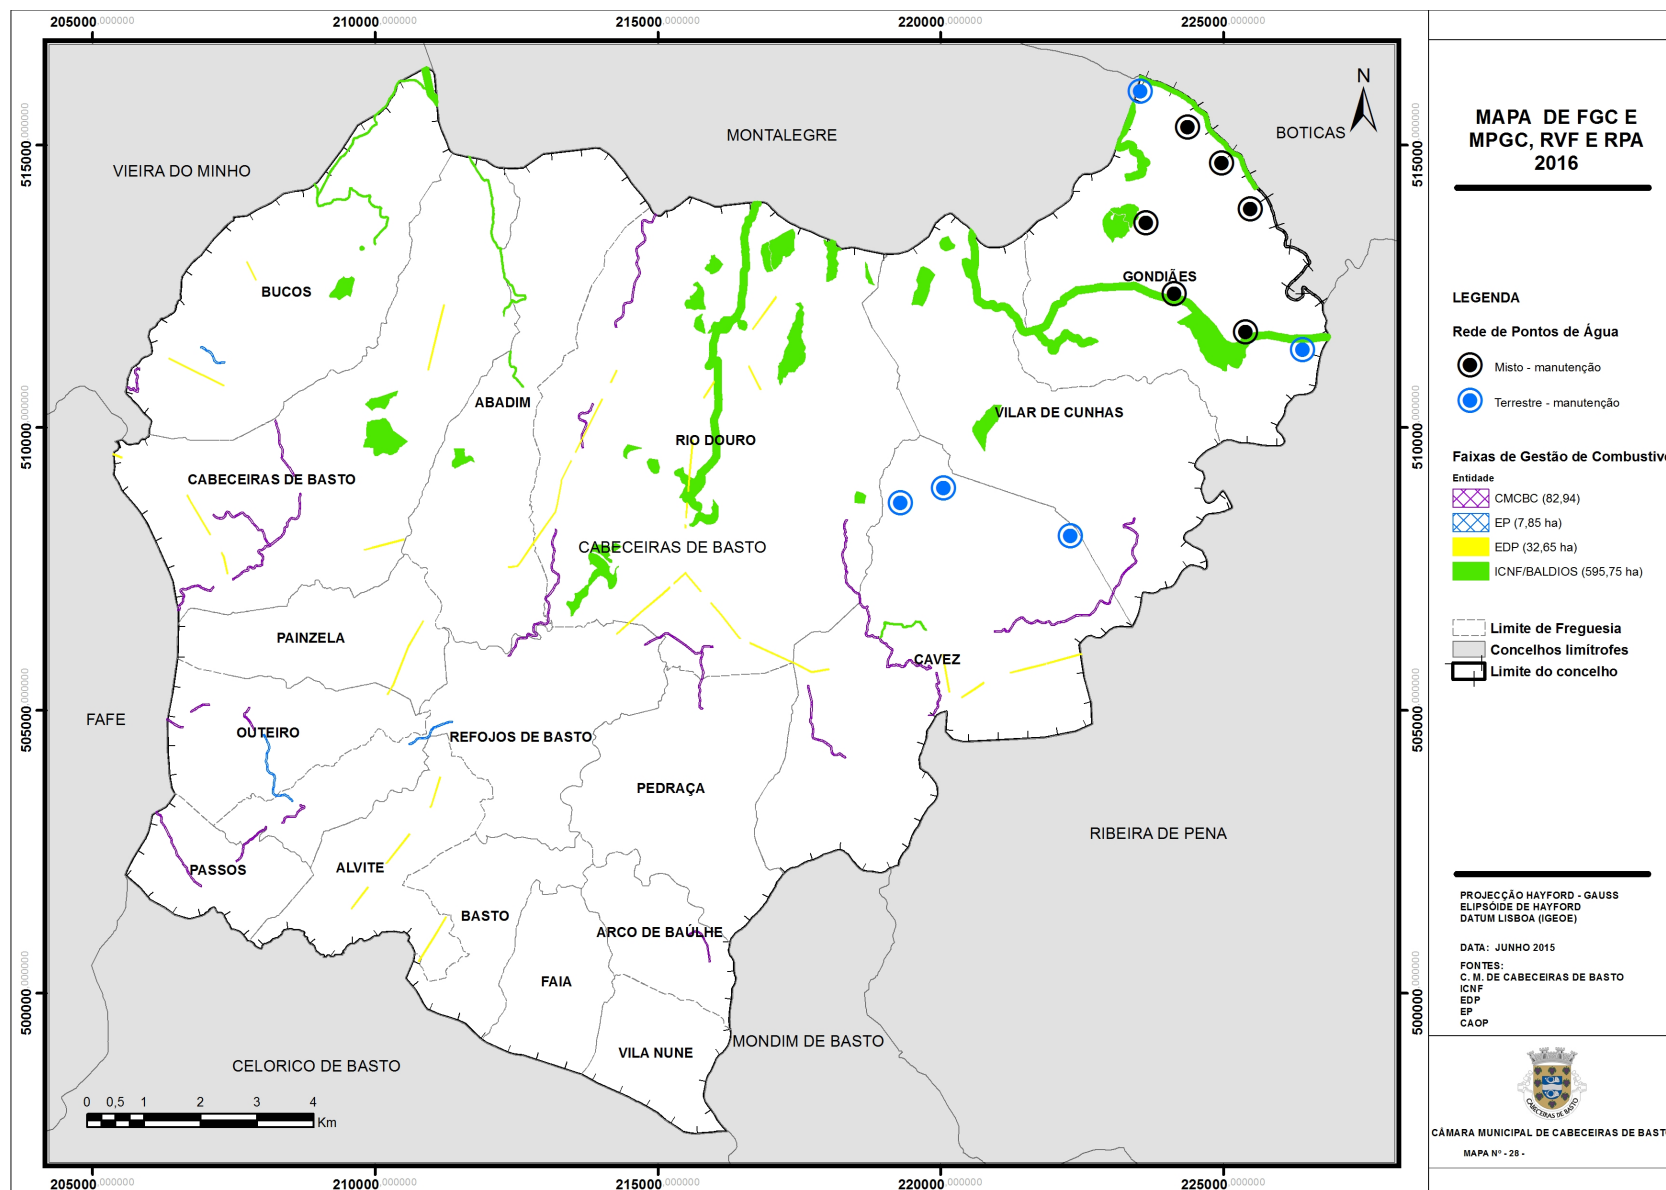 205000,000000 210000,000000 215000,000000 220000,000000 225000,000000
515000,000000
510000,000000
505000,000000
500000,000000
515000,000000
510000,000000
505000,000000
500000,000000
N
MONTALEGRE
BOTICAS
VIEIRA DO MINHO
GONDIÃES
BUCOS
ABADIM
VILAR DE CUNHAS
RIO DOURO
CABECEIRAS DE BASTO
CABECEIRAS DE BASTO
PAINZELA
CAVEZ
FAFE
OUTEIRO
REFOJOS DE BASTO
PEDRAÇA
RIBEIRA DE PENA
PASSOS
ALVITE
BASTO
ARCO DE BAÚLHE
FAIA
MONDIM DE BASTO
VILA NUNE
CELORICO DE BASTO
0 0,5 1 2 3 4
Km
205000,000000 210000,000000 215000,000000 220000,000000 225000,000000
MAPA DE FGC E
MPGC, RVF E RPA
2016
LEGENDA
Rede de Pontos de Água
Misto - manutenção
Terrestre - manutenção
Faixas de Gestão de Combustíve
Entidade
CMCBC (82,94)
EP (7,85 ha)
EDP (32,65 ha)
ICNF/BALDIOS (595,75 ha)
Limite de Freguesia
Concelhos limítrofes
Limite do concelho
PROJECÇÃO HAYFORD - GAUSS
ELIPSÓIDE DE HAYFORD
DATUM LISBOA (IGEOE)
DATA: JUNHO 2015
FONTES:
C. M. DE CABECEIRAS DE BASTO
ICNF
EDP
EP
CAOP
CABECEIRAS DE BASTO
CÂMARA MUNICIPAL DE CABECEIRAS DE BAST
MAPA Nº - 28 -